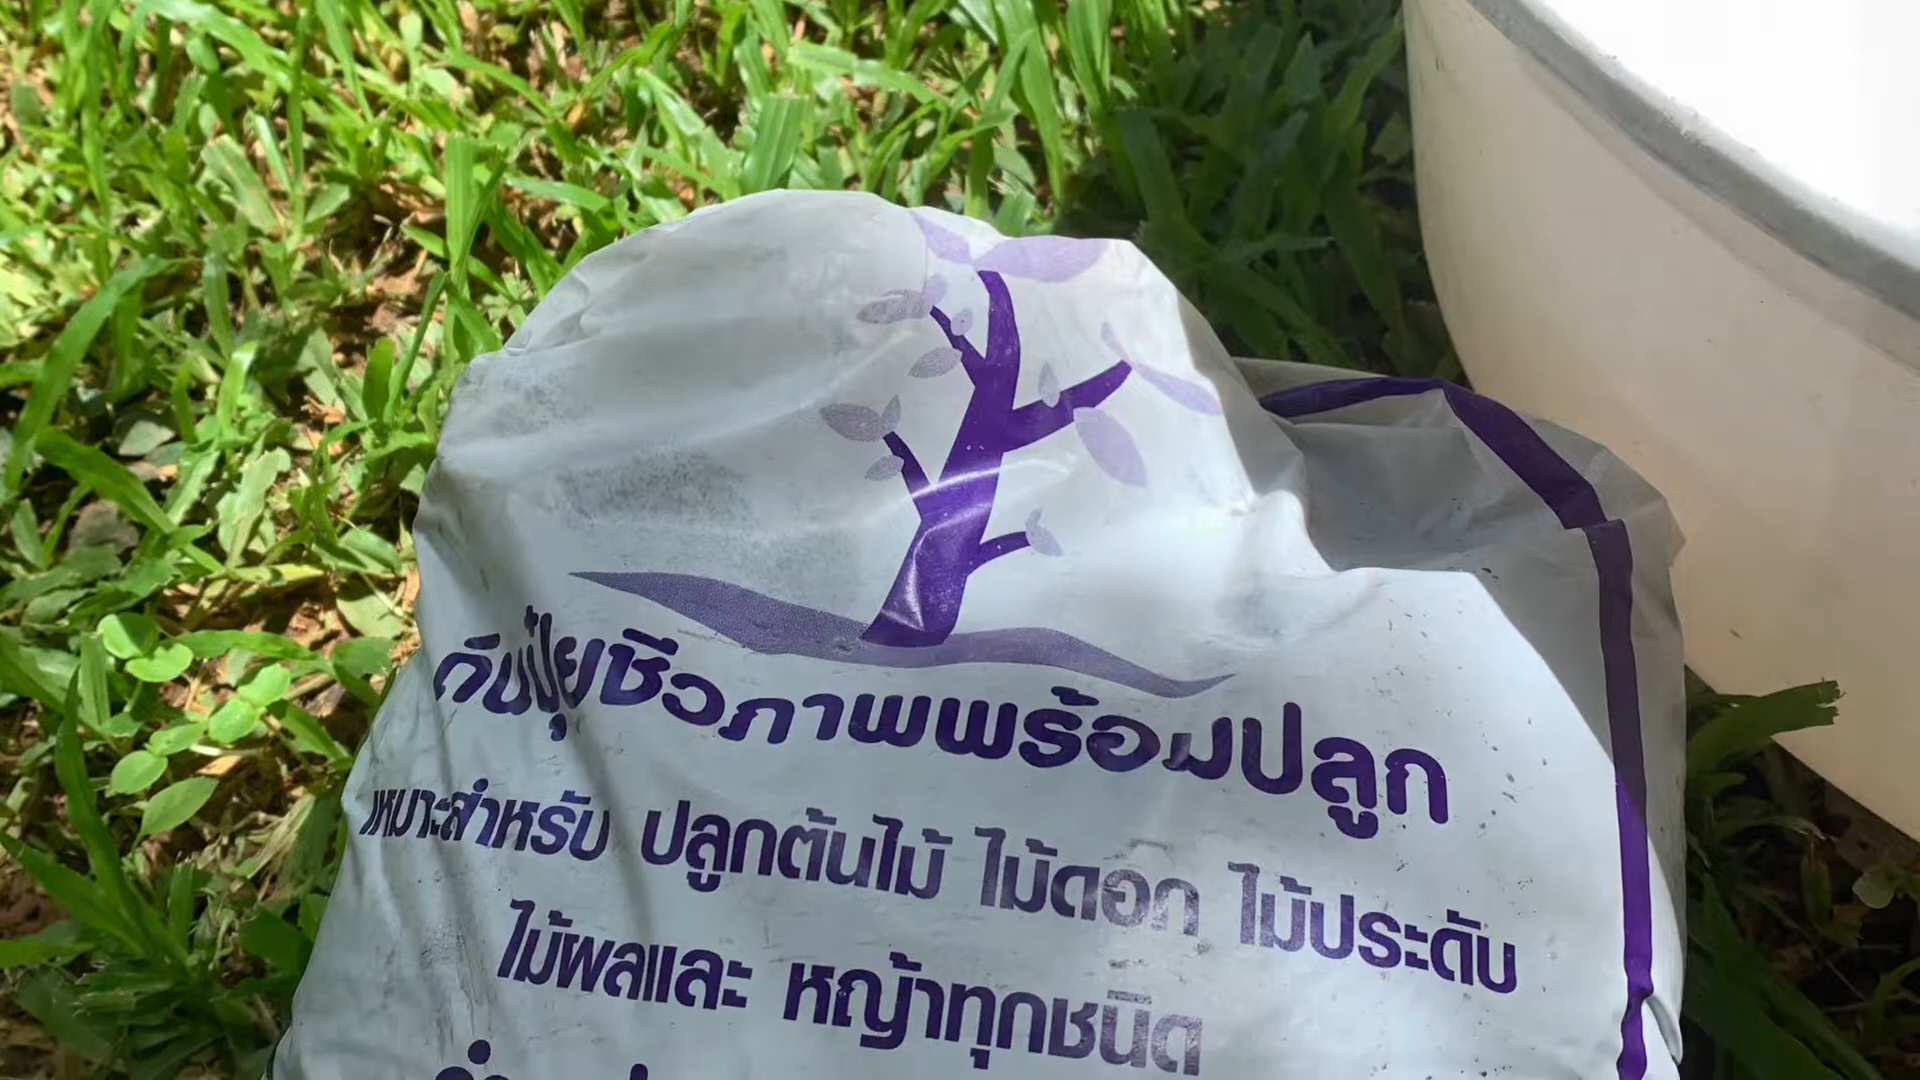 ดินปุ๋ยชีวภาพพร้อมปลูก
เหมาะสำหรับ ปลูกต้นไม้ ไม้ดอก ไม้ประดับ
ไม้ผลและ หญ้าทุกชนิด